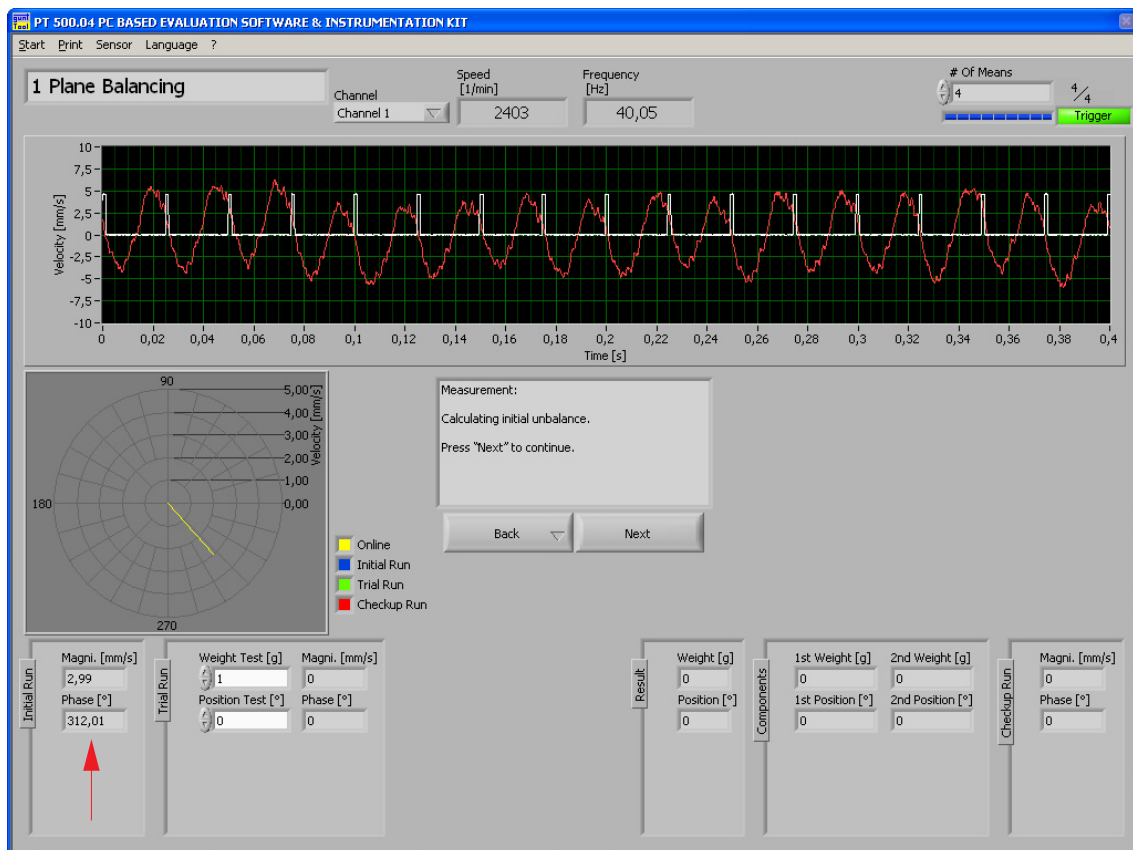 PT 500.04 PC BASED EVALUATION SOFTWARE & INSTRUMENTATION KIT
Start Print Sensor Language ?
1 Plane Balancing
Channel
Channel 1
Speed
[1/min]
2403
Frequency
[Hz]
40,05
# Of Means
4
4/4
Trigger
Velocity [mm/s]
10
7,5
5
2,5
0
-2,5
-5
-7,5
-10
0 0,02 0,04 0,06 0,08 0,1 0,12 0,14 0,16 0,18 0,2 0,22 0,24 0,26 0,28 0,3 0,32 0,34 0,36 0,38 0,4
Time [s]
90
180
270
5,00
4,00
3,00
2,00
1,00
0,00
Velocity [mm/s]
Online
Initial Run
Trial Run
Checkup Run
Measurement:
Calculating initial unbalance.
Press "Next" to continue.
Back
Next
Initial Run
Magni. [mm/s]
2,99
Phase [°]
312,01
Trial Run
Weight Test [g] Magni. [mm/s]
1 0
Position Test [°] Phase [°]
0 0
Result
Weight [g]
0
Position [°]
0
Components
1st Weight [g] 2nd Weight [g]
0 0
1st Position [°] 2nd Position [°]
0 0
Checkup Run
Magni. [mm/s]
0
Phase [°]
0